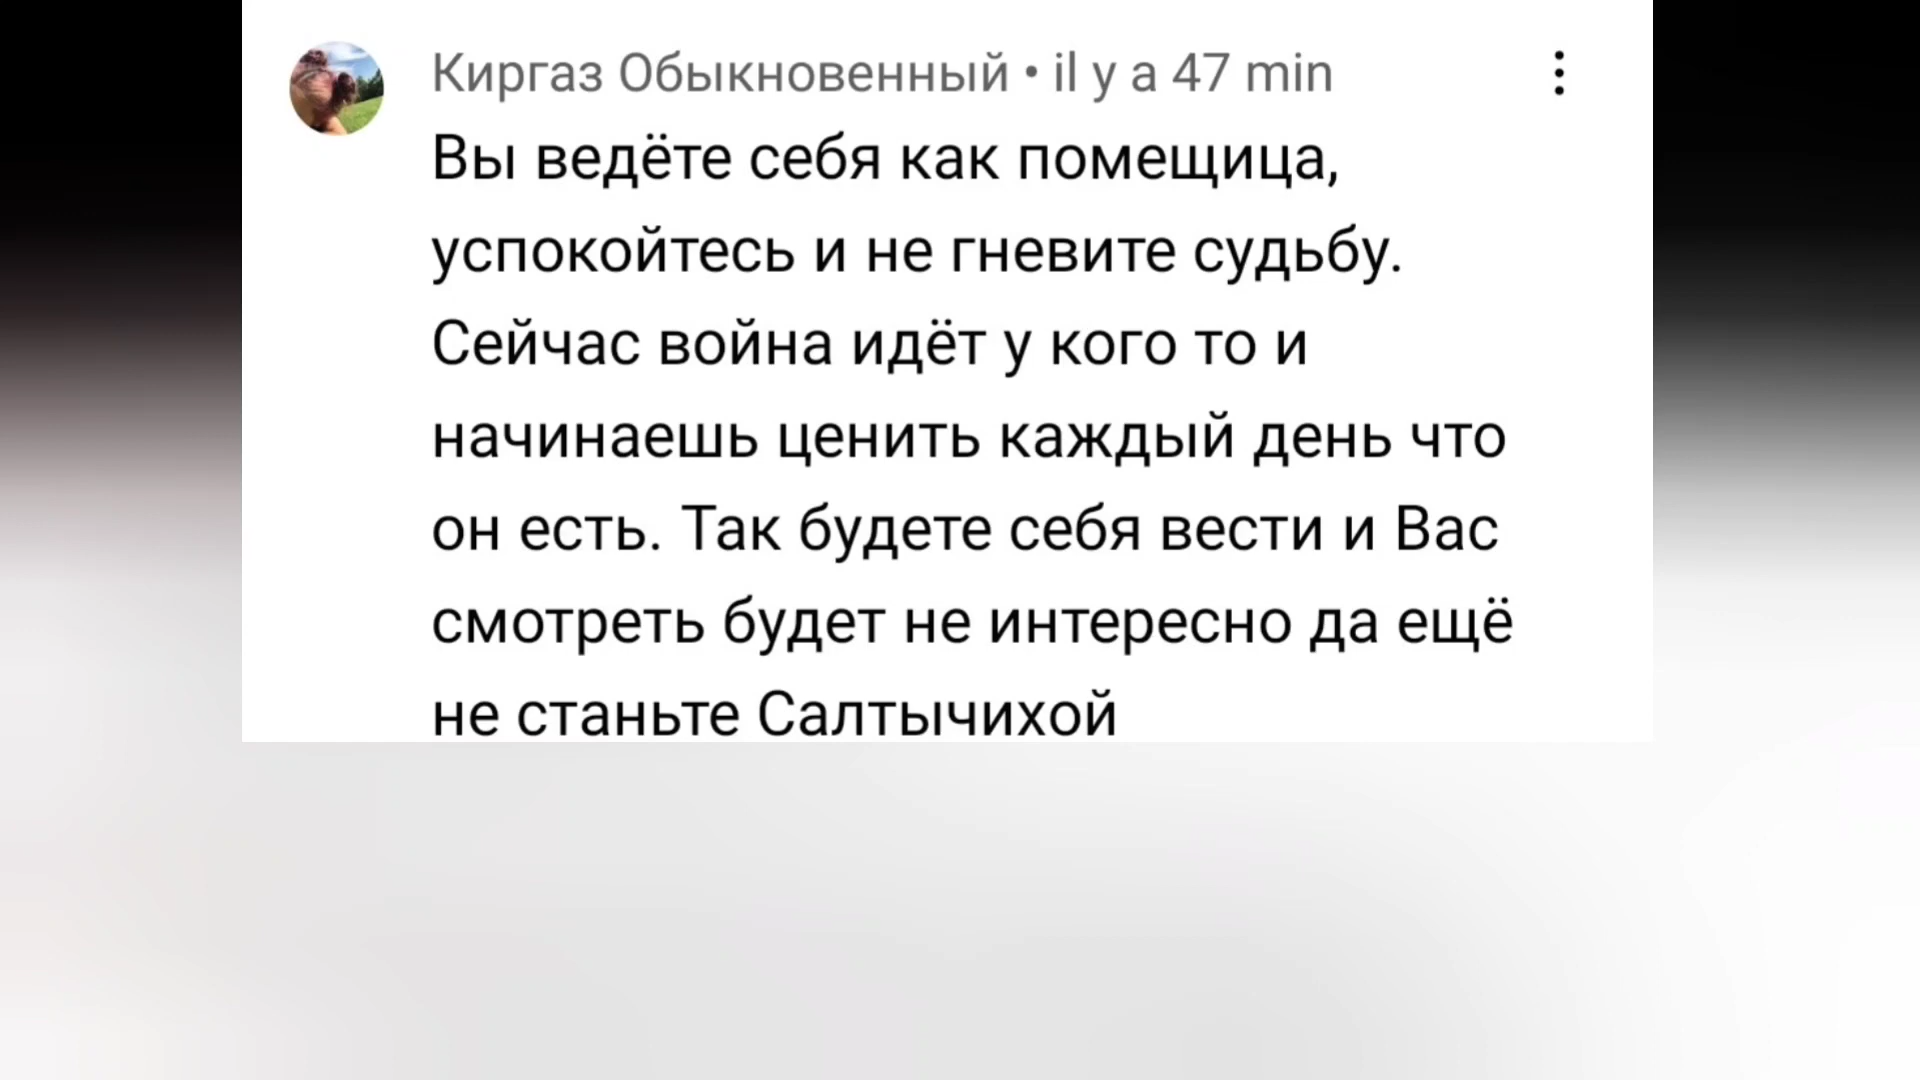 Киргаз Обыкновенный • il y a 47 min
Вы ведёте себя как помещица,
успокойтесь и не гневите судьбу.
Сейчас война идёт у кого то и
начинаешь ценить каждый день что
он есть. Так будете себя вести и Вас
смотреть будет не интересно да ещё
не станьте Салтычихой